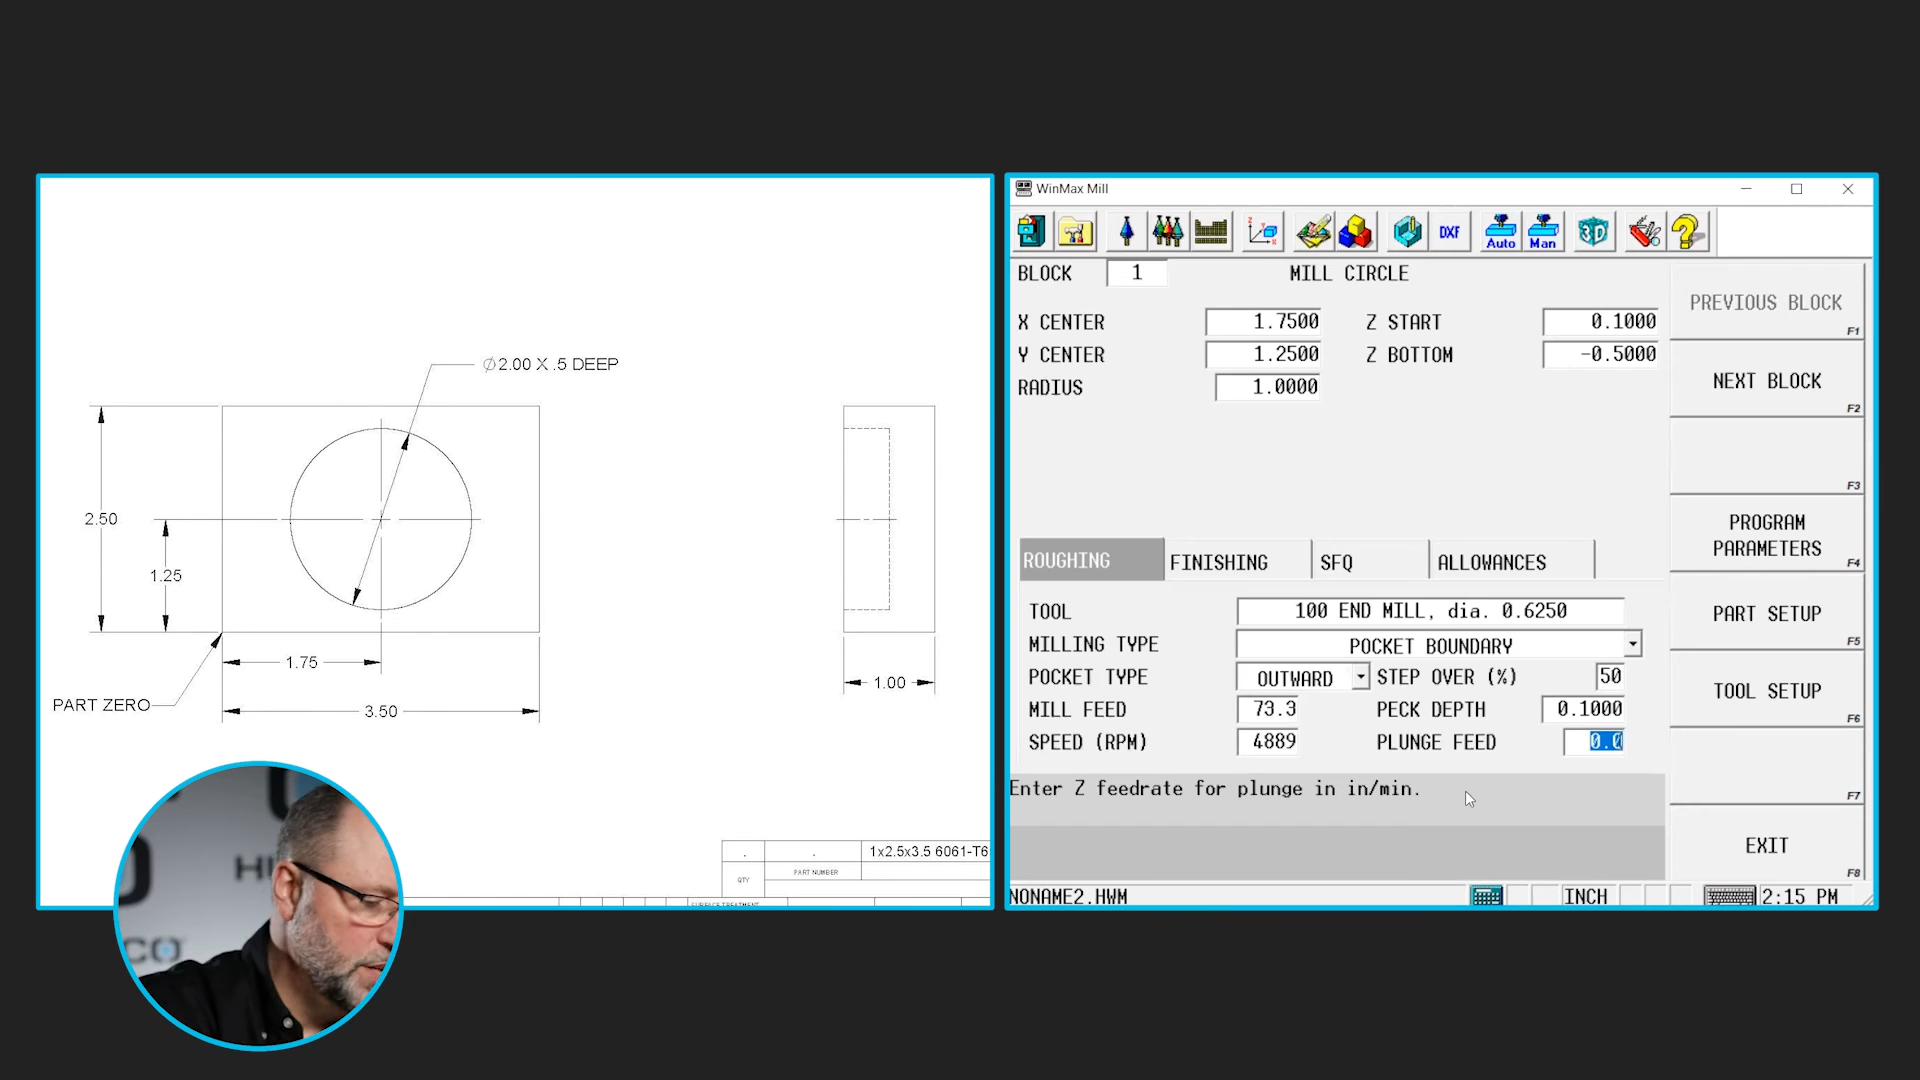 WinMax Mill
DXF
Auto
Man
3D
BLOCK 1 MILL CIRCLE
X CENTER 1.7500 Z START 0.1000
Y CENTER 1.2500 Z BOTTOM -0.5000
RADIUS 1.0000
ROUGHING FINISHING SFQ ALLOWANCES
TOOL 100 END MILL, dia. 0.6250
MILLING TYPE POCKET BOUNDARY
POCKET TYPE OUTWARD STEP OVER (%) 50
MILL FEED 73.3 PECK DEPTH 0.1000
SPEED (RPM) 4889 PLUNGE FEED 0.0
Enter Z feedrate for plunge in in/min.
NONAME2.HWM INCH 2:15 PM
PREVIOUS BLOCK
F1
NEXT BLOCK
F2
F3
PROGRAM
PARAMETERS
F4
PART SETUP
F5
TOOL SETUP
F6
F7
EXIT
F8
∅2.00 X .5 DEEP
2.50
1.25
1.75
PART ZERO
3.50
1.00
. . 1x2.5x3.5 6061-T6
QTY PART NUMBER
SURFACE TREATMENT